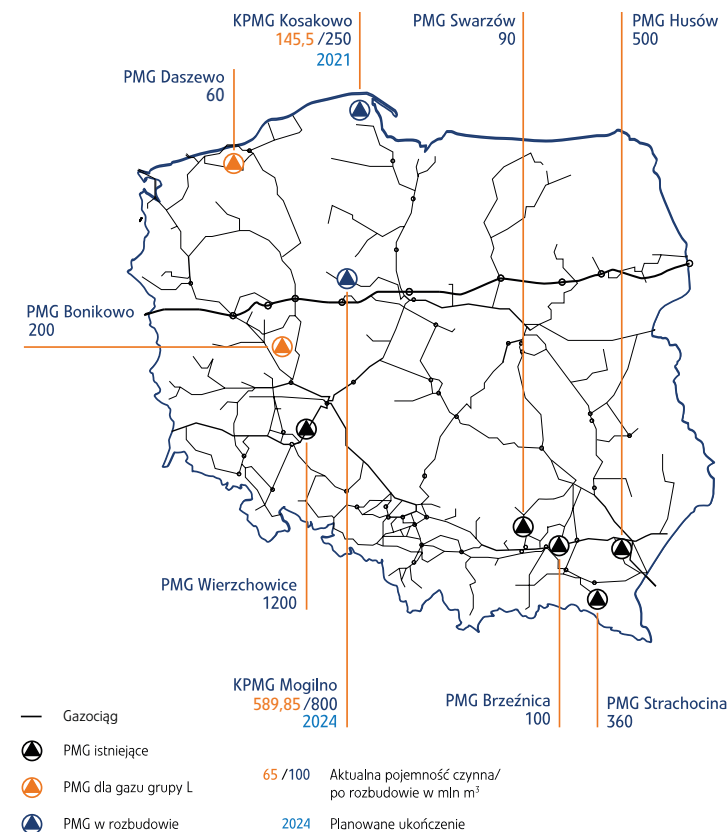 KPMG Kosakowo
145,5 /250
2021
PMG Swarzów
90
PMG Husów
500
PMG Daszewo
60
PMG Bonikowo
200
PMG Wierzchowice
1200
KPMG Mogilno
589,85 /800
2024
PMG Brzeźnica
100
PMG Strachocina
360
Gazociąg
PMG istniejące
PMG dla gazu grupy L
PMG w rozbudowie
65 /100 Aktualna pojemność czynna/
po rozbudowie w mln m³
2024 Planowane ukończenie